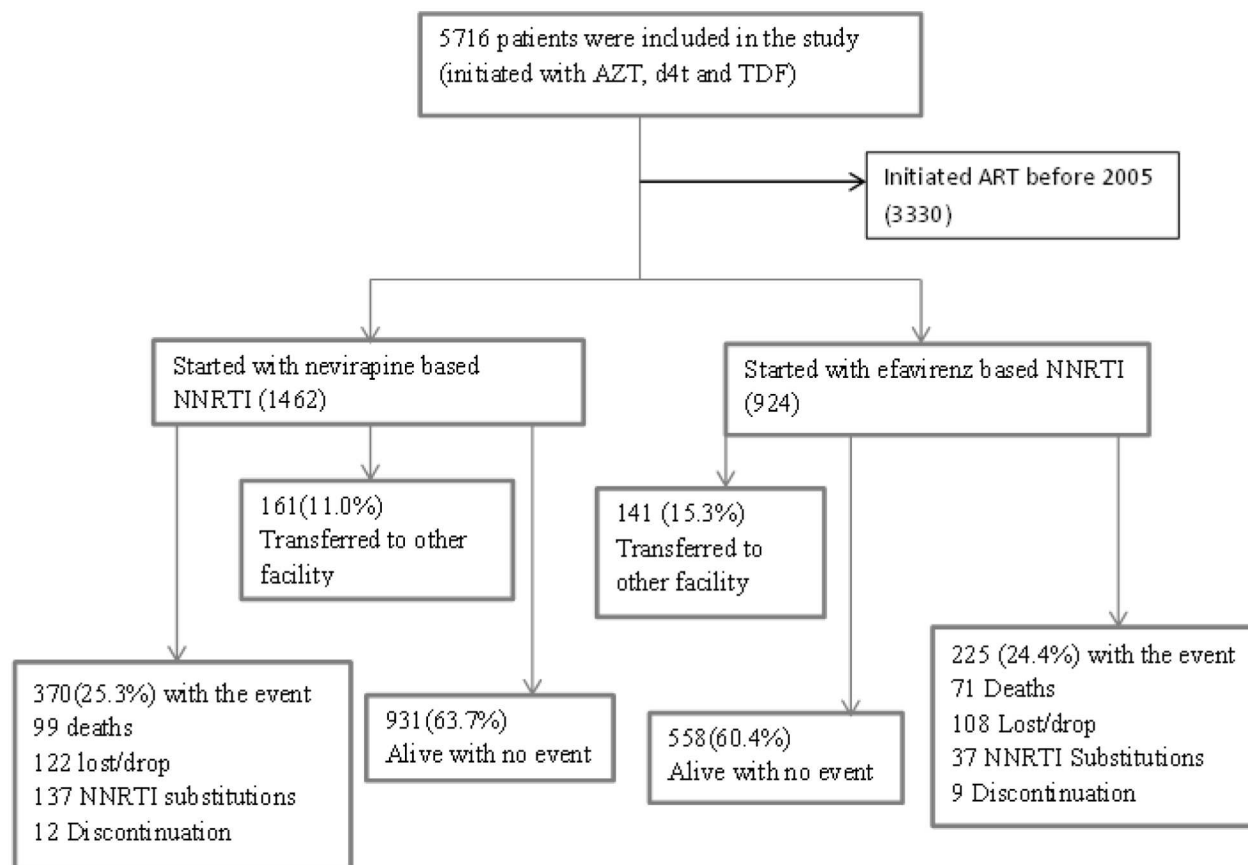 5716 patients were included in the study
(initiated with AZT, d4t and TDF)
Initiated ART before 2005
(3330)
Started with nevirapine based
NNRTI (1462)
Started with efavirenz based NNRTI
(924)
161(11.0%)
Transferred to other
facility
141 (15.3%)
Transferred to
other facility
370(25.3%) with the event
99 deaths
122 lost/drop
137 NNRTI substitutions
12 Discontinuation
931(63.7%)
Alive with no event
558(60.4%)
Alive with no event
225 (24.4%) with the event
71 Deaths
108 Lost/drop
37 NNRTI Substitutions
9 Discontinuation